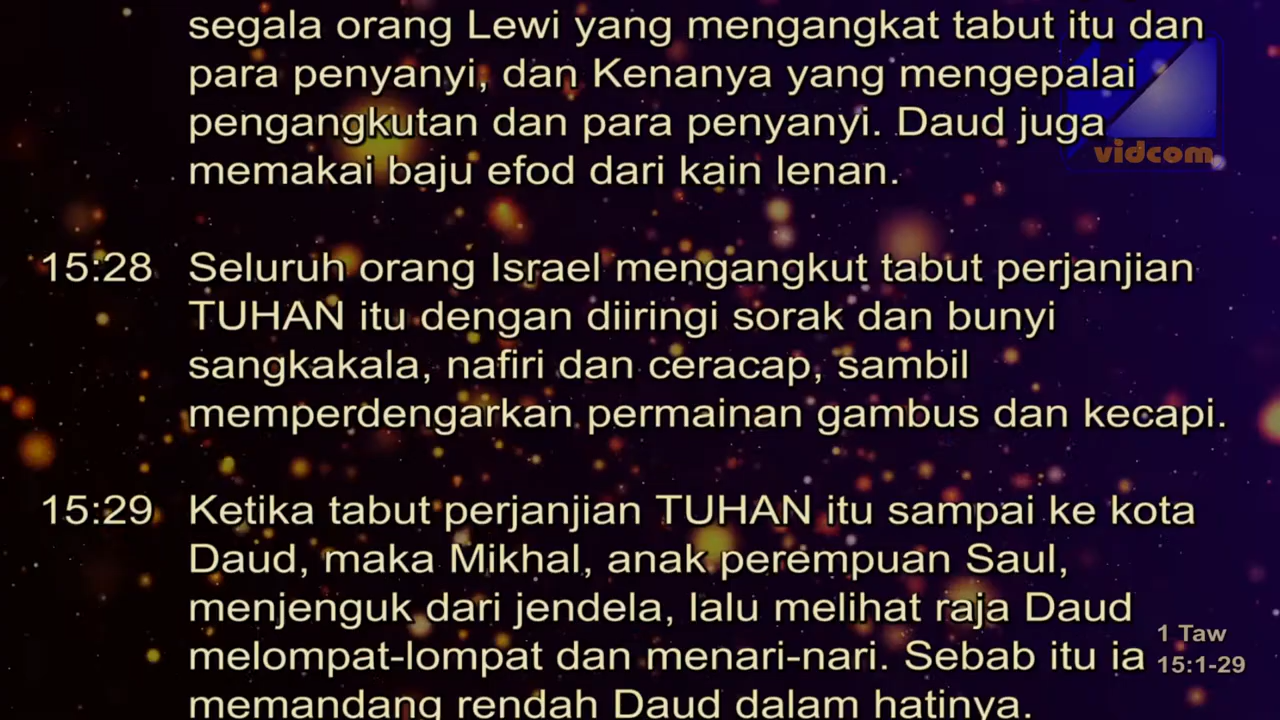 segala orang Lewi yang mengangkat tabut itu dan
para penyanyi, dan Kenanya yang mengepalai
pengangkutan dan para penyanyi. Daud juga
memakai baju efod dari kain lenan.
vidcom
15:28 Seluruh orang Israel mengangkut tabut perjanjian
TUHAN itu dengan diiringi sorak dan bunyi
sangkakala, nafiri dan ceracap, sambil
memperdengarkan permainan gambus dan kecapi.
15:29 Ketika tabut perjanjian TUHAN itu sampai ke kota
Daud, maka Mikhal, anak perempuan Saul,
menjenguk dari jendela, lalu melihat raja Daud
melompat-lompat dan menari-nari. Sebab itu ia
memandang rendah Daud dalam hatinya.
1 Taw
15:1-29